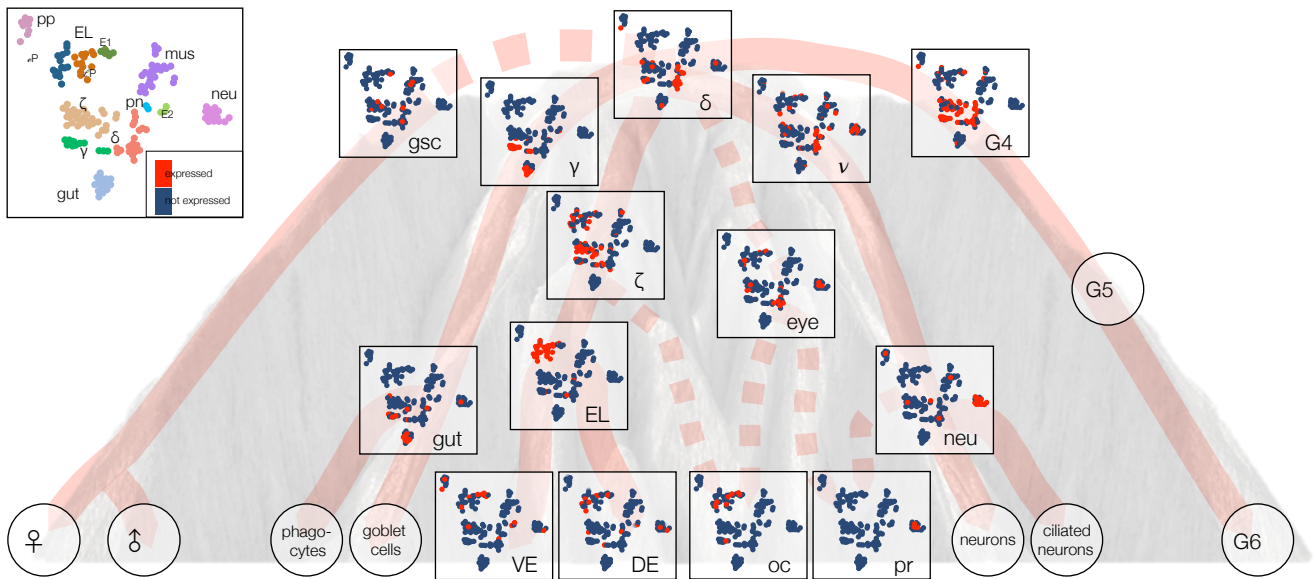 pp
EL
E1
mus
P
P
ζ
pn
neu
E2
δ
γ
gut
expressed
not expressed
gsc
γ
δ
ν
G4
ζ
eye
G5
gut
EL
neu
♀
♂
phago-
cytes
goblet
cells
VE
DE
oc
pr
neurons
ciliated
neurons
G6